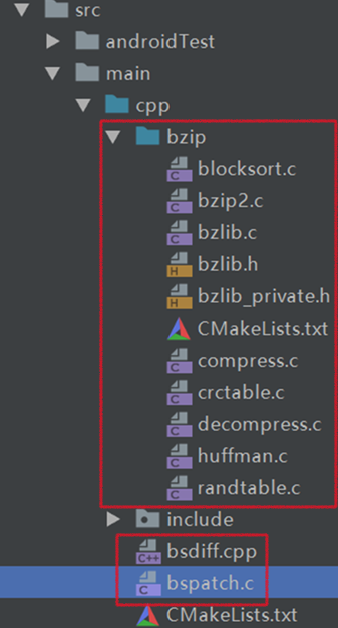 src
androidTest
main
cpp
bzip
blocksort.c
bzip2.c
bzlib.c
bzlib.h
bzlib_private.h
CMakeLists.txt
compress.c
crctable.c
decompress.c
huffman.c
randtable.c
include
bsdiff.cpp
bspatch.c
CMakeLists.txt